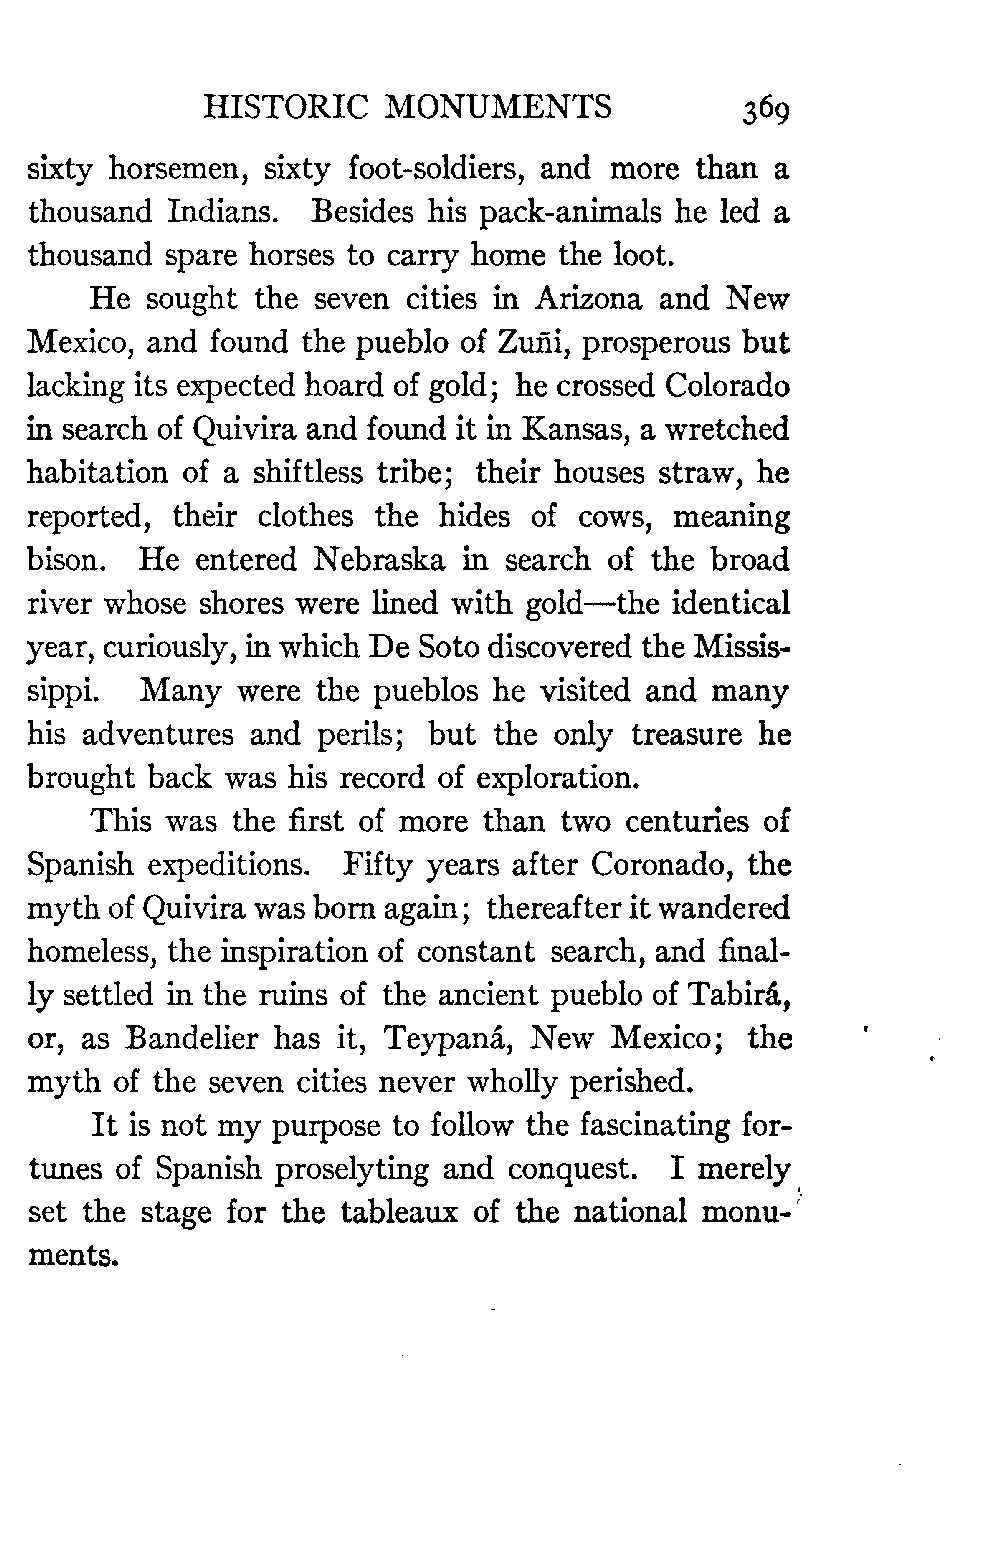 HISTORIC MONUMENTS 369
sixty horsemen, sixty foot-soldiers, and more than a
thousand Indians. Besides his pack-animals he led a
thousand spare horses to carry home the loot.
He sought the seven cities in Arizona and New
Mexico, and found the pueblo of Zuñi, prosperous but
lacking its expected hoard of gold; he crossed Colorado
in search of Quivira and found it in Kansas, a wretched
habitation of a shiftless tribe; their houses straw, he
reported, their clothes the hides of cows, meaning
bison. He entered Nebraska in search of the broad
river whose shores were lined with gold—the identical
year, curiously, in which De Soto discovered the Missis-
sippi. Many were the pueblos he visited and many
his adventures and perils; but the only treasure he
brought back was his record of exploration.
This was the first of more than two centuries of
Spanish expeditions. Fifty years after Coronado, the
myth of Quivira was born again; thereafter it wandered
homeless, the inspiration of constant search, and final-
ly settled in the ruins of the ancient pueblo of Tabirá,
or, as Bandelier has it, Teypaná, New Mexico; the
myth of the seven cities never wholly perished.
It is not my purpose to follow the fascinating for-
tunes of Spanish proselyting and conquest. I merely
set the stage for the tableaux of the national monu-
ments.